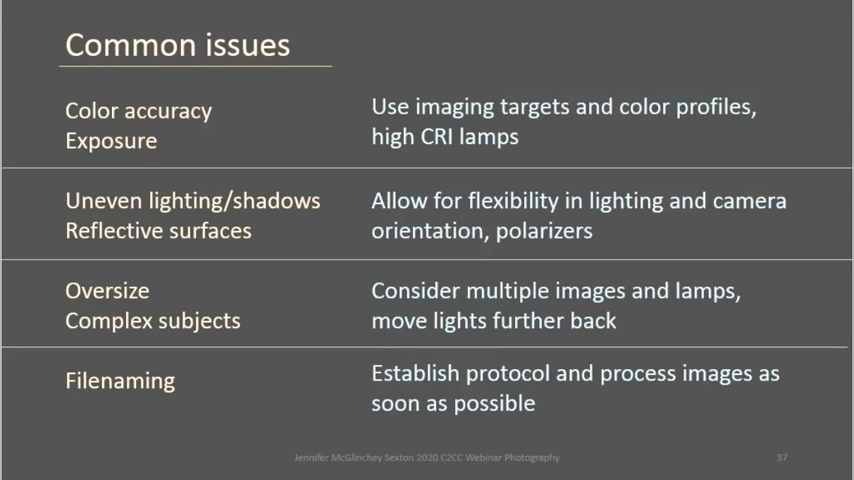 Common issues
Color accuracy
Exposure
Use imaging targets and color profiles,
high CRI lamps
Uneven lighting/shadows
Reflective surfaces
Allow for flexibility in lighting and camera
orientation, polarizers
Oversize
Complex subjects
Consider multiple images and lamps,
move lights further back
Filenaming
Establish protocol and process images as
soon as possible
Jennifer McGlinchey Sexton 2020 C2CC Webinar Photography
37